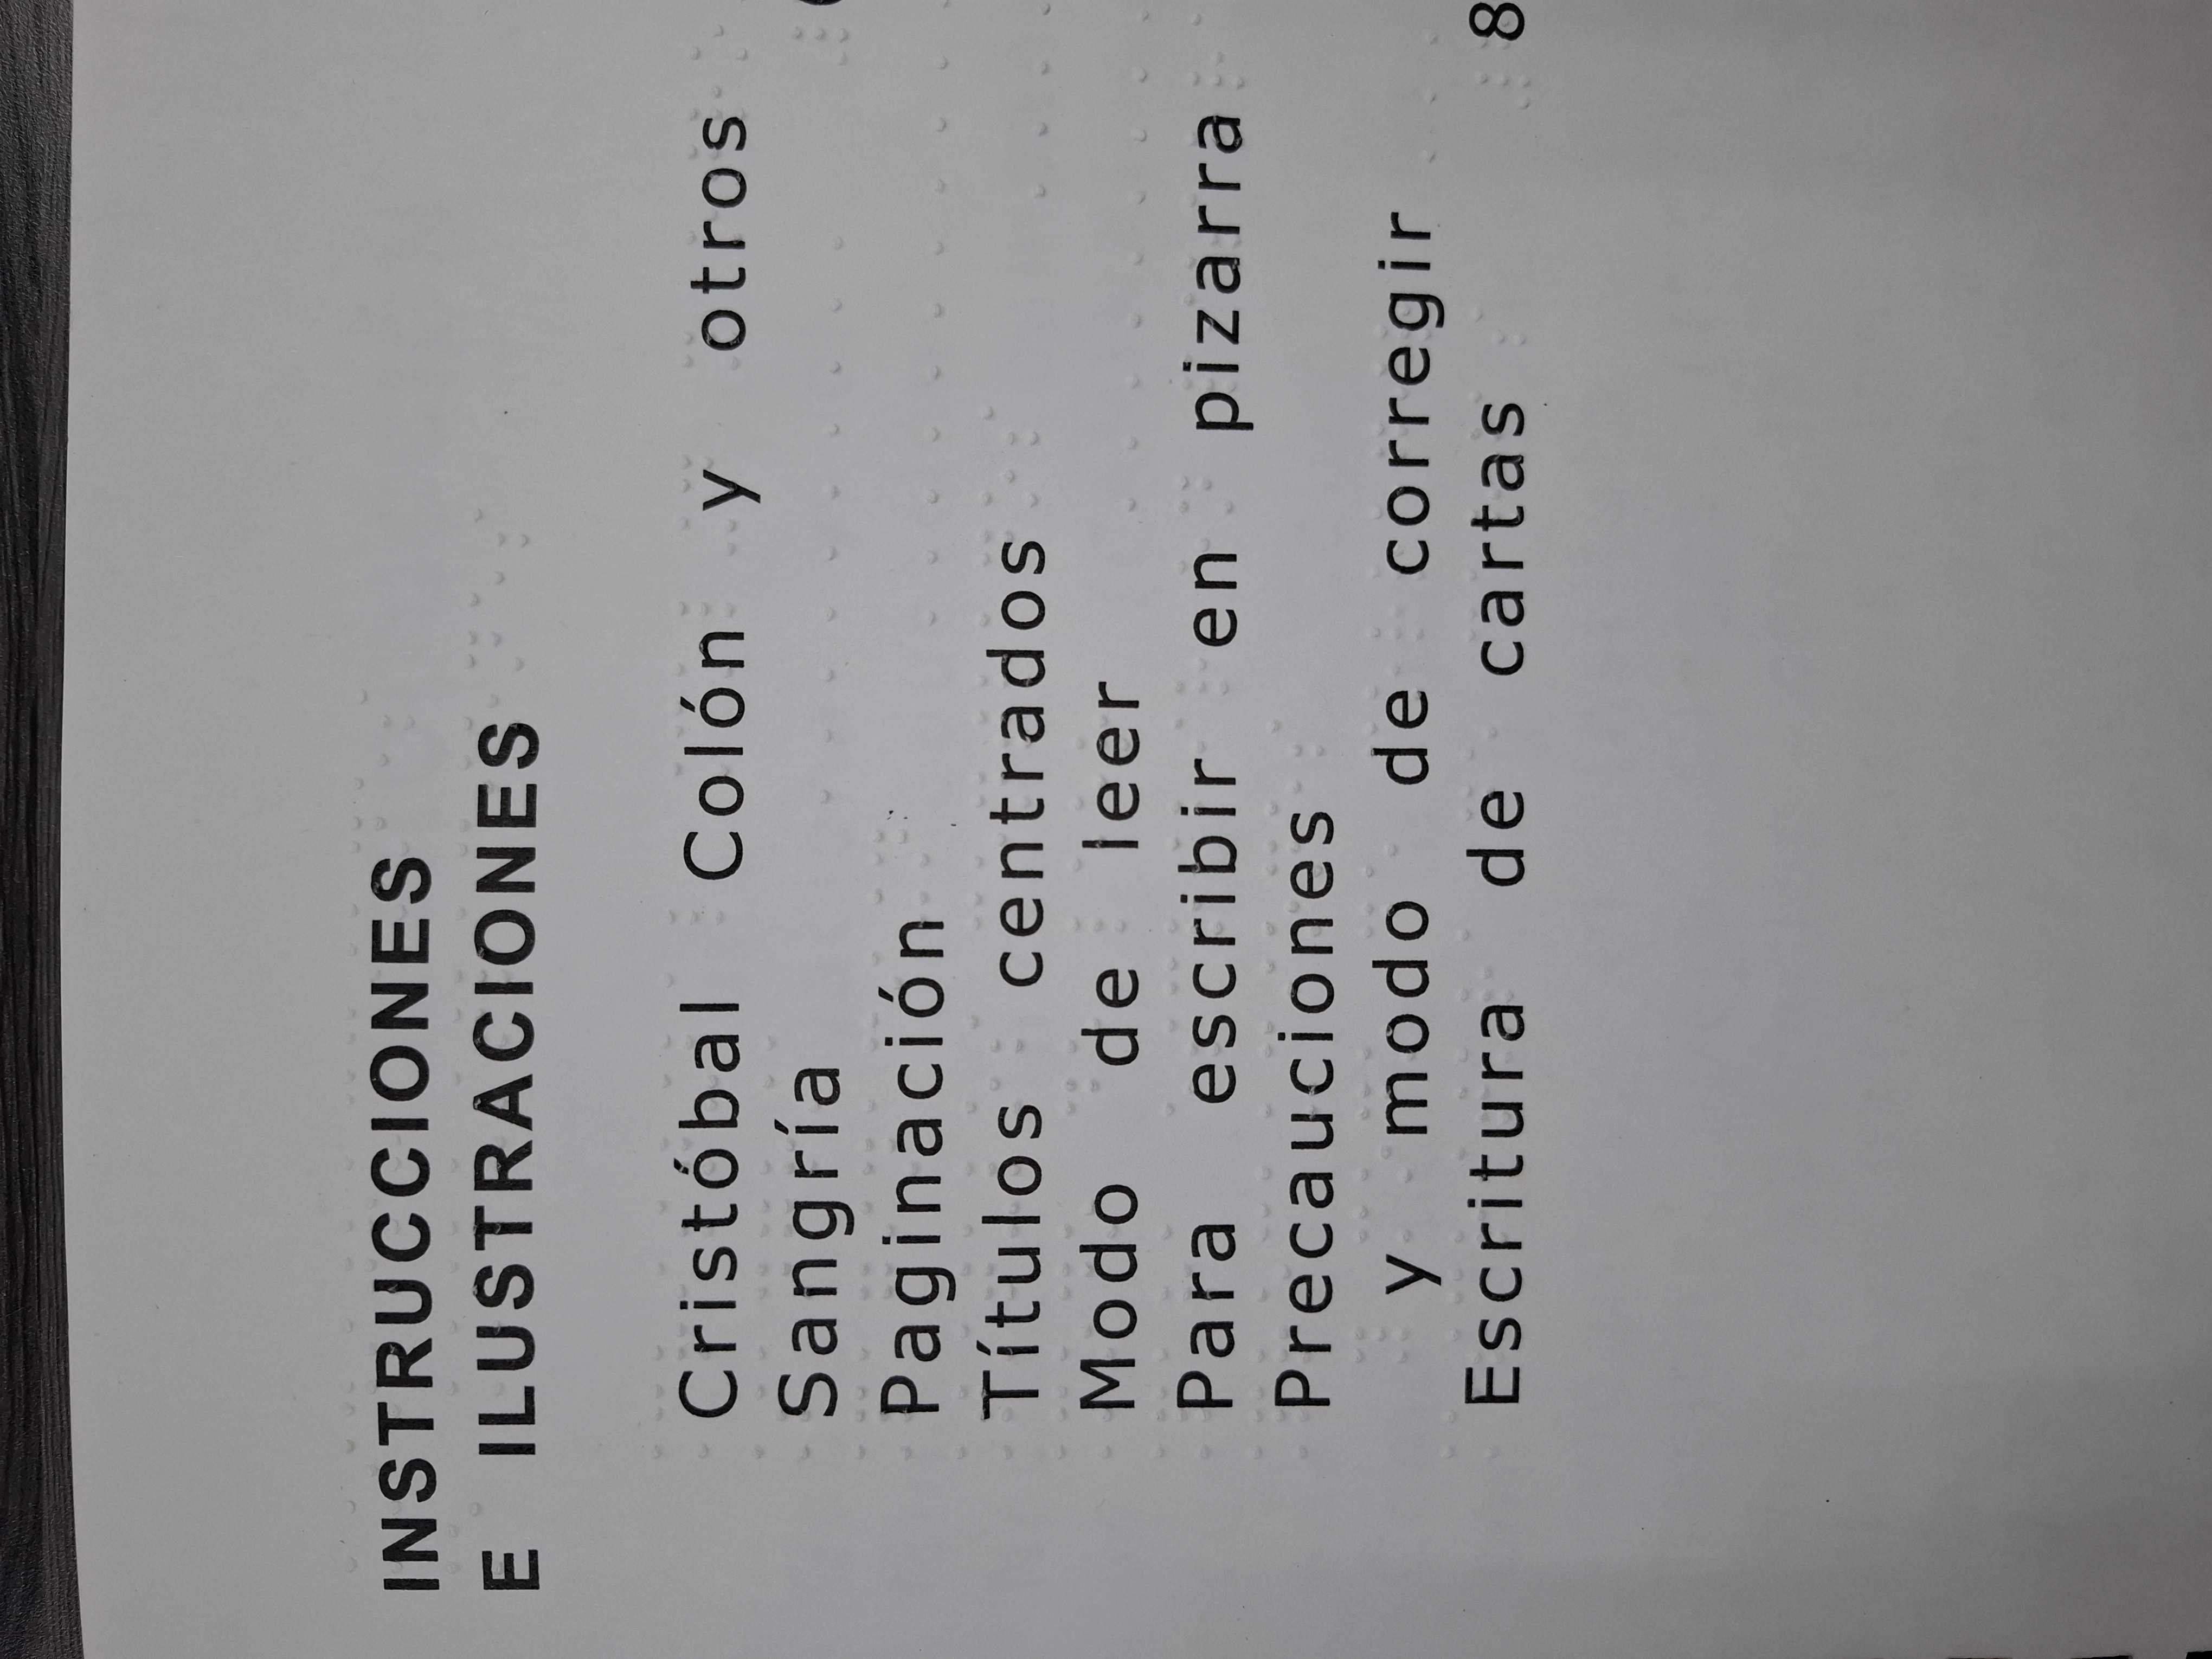 INSTRUCCIONES
E ILUSTRACIONES
Cristóbal Colón y otros
Sangría
Paginación
Títulos centrados
Modo de leer
Para escribir en pizarra
Precauciones
y modo de corregir
Escritura de cartas 8